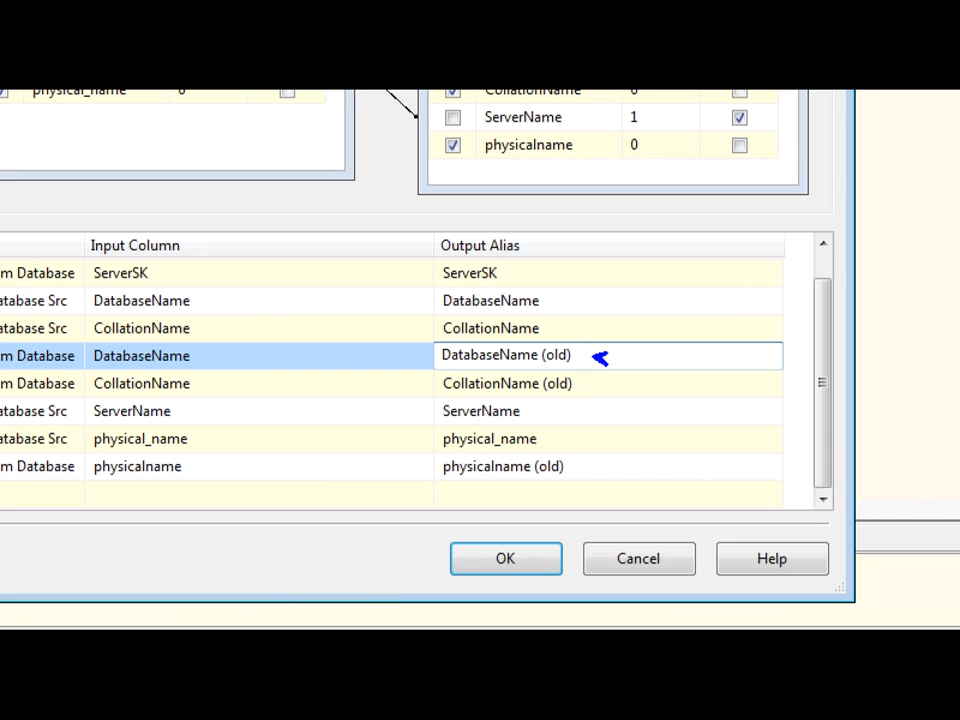 physical_name 0
CollationName 0
ServerName 1
physicalname 0
Input Column Output Alias
m Database ServerSK ServerSK
atabase Src DatabaseName DatabaseName
atabase Src CollationName CollationName
m Database DatabaseName DatabaseName (old)
m Database CollationName CollationName (old)
atabase Src ServerName ServerName
atabase Src physical_name physical_name
m Database physicalname physicalname (old)
OK Cancel Help